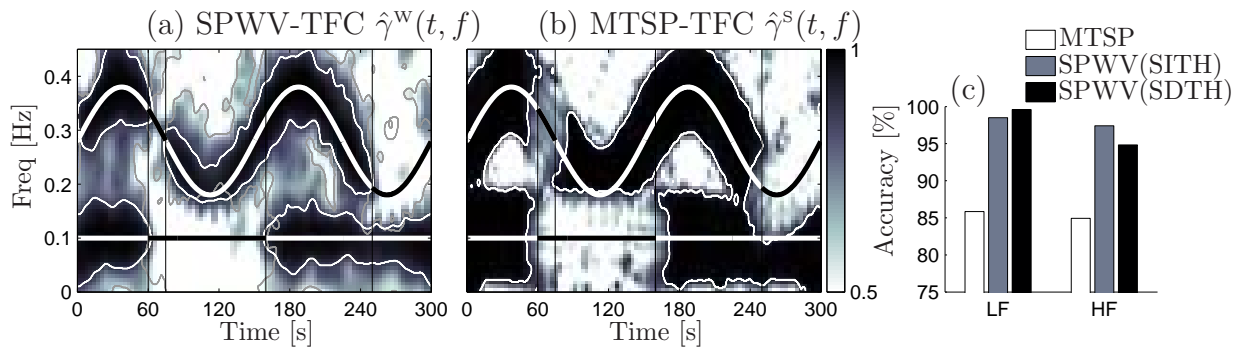 (a) SPWV-TFC γ̂ʷ(t, f)
(b) MTSP-TFC γ̂ˢ(t, f)
Freq [Hz]
0.4
0.3
0.2
0.1
0
0 60 120 180 240 300
Time [s]
0 60 120 180 240 300
Time [s]
1
0.5
MTSP
SPWV(SITH)
SPWV(SDTH)
(c)
Accuracy [%]
100
95
90
85
80
75
LF HF